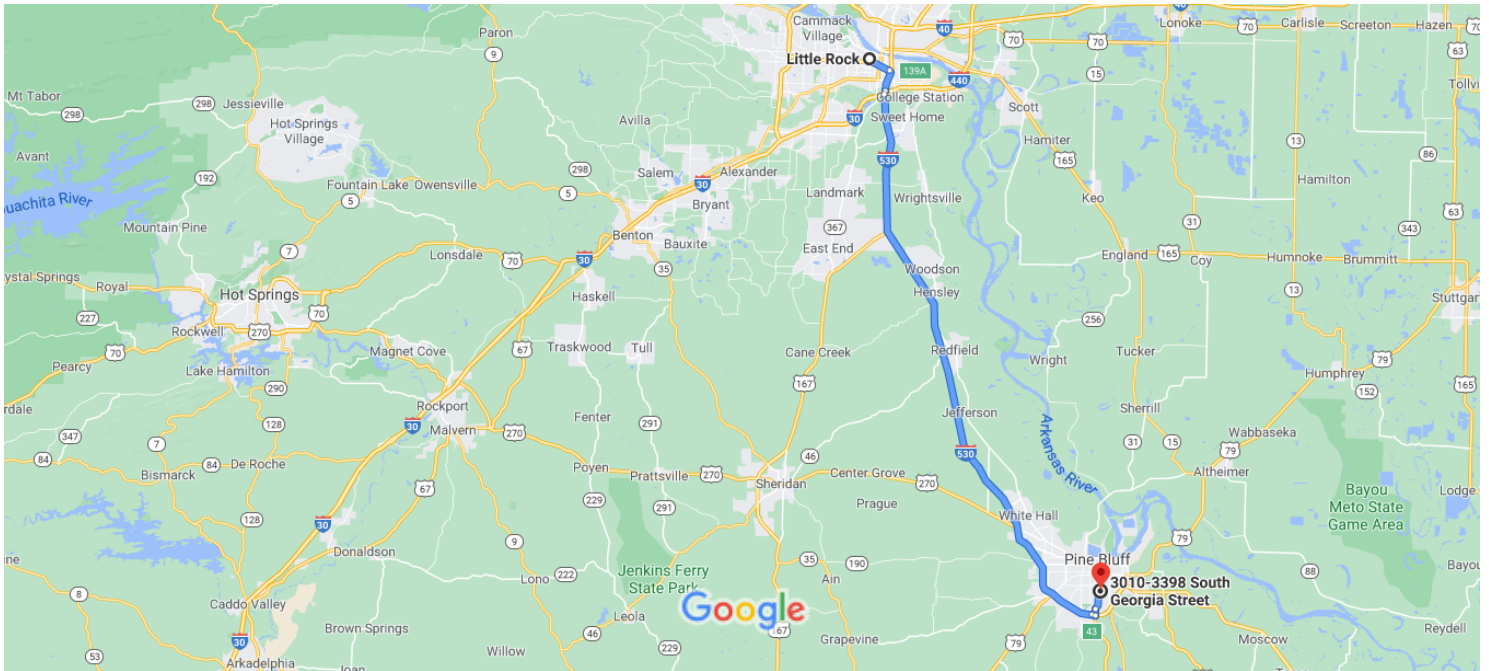 Paron
Cammack
Village
40
40
Lonoke
70
Carlisle
Screeton
Hazen
70
9
70
70
Little Rock
139A
15
440
Mt Tabor
298
Jessieville
298
College Station
Scott
Hot Springs
Village
Avilla
30
Sweet Home
Hamiter
13
Avant
298
530
165
86
192
Salem
30
Alexander
Hamilton
Fountain Lake
Owensville
Landmark
Wrightsville
Keo
5
5
Bryant
63
31
Mountain Pine
367
343
7
Benton
Bauxite
East End
Lonsdale
70
30
35
Woodson
England
165
Coy
Humnoke
Brummitt
Royal
Hot Springs
Haskell
Hensley
13
227
70
256
Rockwell
270
Magnet Cove
67
Traskwood
Tull
Cane Creek
Redfield
Wright
Tucker
79
70
Pearcy
Lake Hamilton
290
167
Humphrey
152
165
Rockport
Jefferson
Sherrill
128
30
Malvern
Fenter
291
Arkansas River
Wabbaseka
347
7
270
31
15
79
84
84
De Roche
46
530
Bismarck
Poyen
Prattsville
270
Center Grove
270
Altheimer
67
Sheridan
Lodge
229
291
Prague
Bayou
Meto State
Game Area
128
30
White Hall
79
Donaldson
9
35
190
Pine Bluff
88
Lono
222
Jenkins Ferry
State Park
Ain
3010-3398 South
Georgia Street
8
Caddo Valley
Google
Leola
Brown Springs
46
167
43
Reydell
30
229
Grapevine
79
Moscow
53
Willow
Arkadelphia